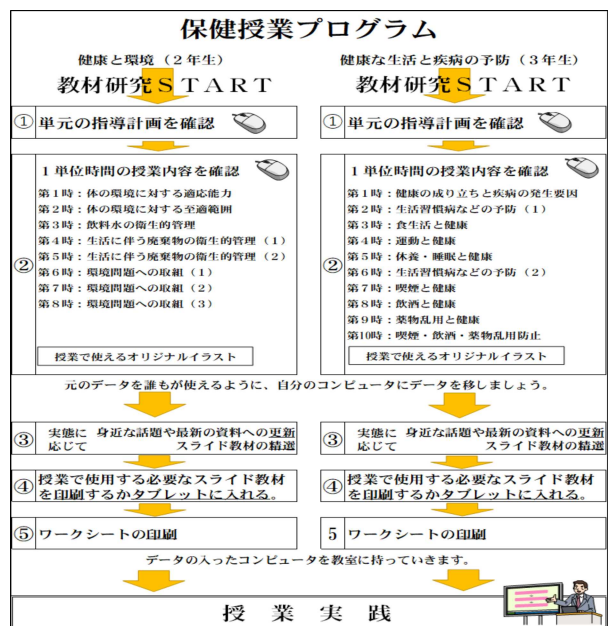 保健授業プログラム
健康と環境（２年生）
教材研究ＳＴＡＲＴ
①
単元の指導計画を確認
②
１単位時間の授業内容を確認
第１時：体の環境に対する適応能力
第２時：体の環境に対する至適範囲
第３時：飲料水の衛生的管理
第４時：生活に伴う廃棄物の衛生的管理（１）
第５時：生活に伴う廃棄物の衛生的管理（２）
第６時：環境問題への取組（１）
第７時：環境問題への取組（２）
第８時：環境問題への取組（３）
授業で使えるオリジナルイラスト
健康な生活と疾病の予防（３年生）
教材研究ＳＴＡＲＴ
①
単元の指導計画を確認
②
１単位時間の授業内容を確認
第１時：健康の成り立ちと疾病の発生要因
第２時：生活習慣病などの予防（１）
第３時：食生活と健康
第４時：運動と健康
第５時：休養・睡眠と健康
第６時：生活習慣病などの予防（２）
第７時：喫煙と健康
第８時：飲酒と健康
第９時：薬物乱用と健康
第10時：喫煙・飲酒・薬物乱用防止
授業で使えるオリジナルイラスト
元のデータを誰もが使えるように、自分のコンピュータにデータを移しましょう。
③
実態に 身近な話題や最新の資料への更新
応じて スライド教材の精選
④
授業で使用する必要なスライド教材
を印刷するかタブレットに入れる。
⑤
ワークシートの印刷
③
実態に 身近な話題や最新の資料への更新
応じて スライド教材の精選
④
授業で使用する必要なスライド教材
を印刷するかタブレットに入れる。
５
ワークシートの印刷
データの入ったコンピュータを教室に持っていきます。
授 業 実 践